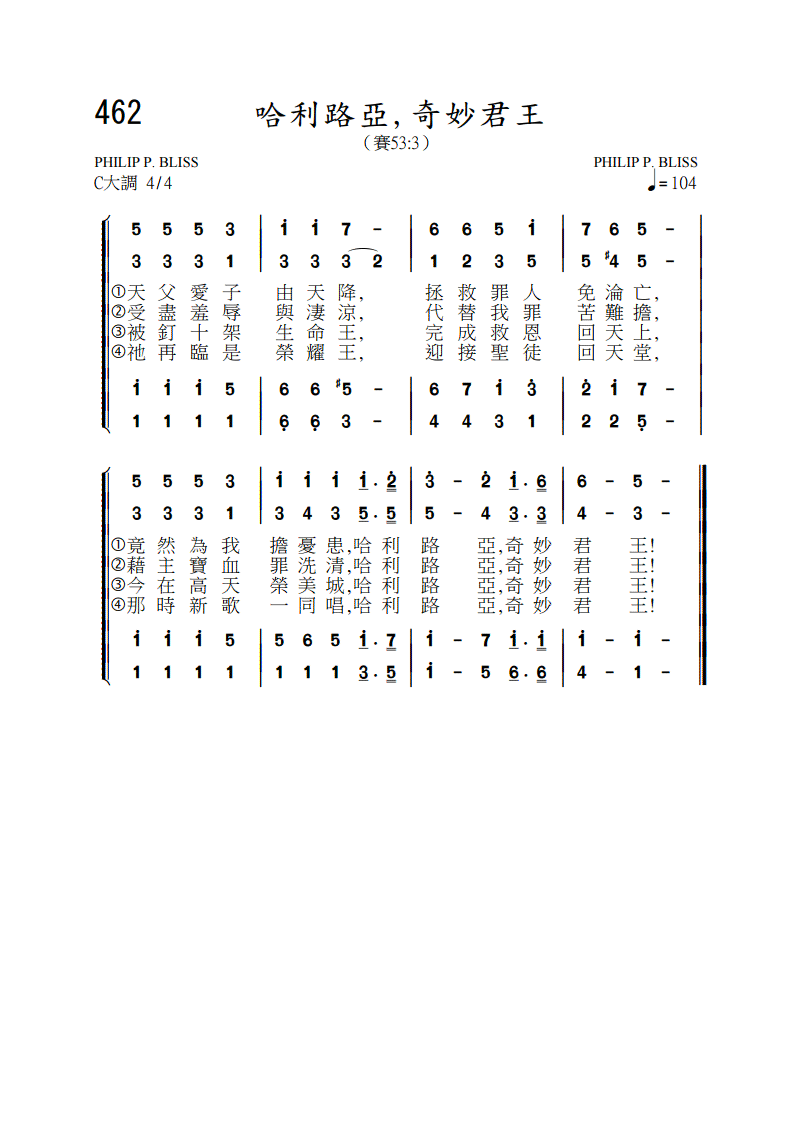 462
哈利路亞,奇妙君王
（賽53:3）
PHILIP P. BLISS PHILIP P. BLISS
C大調 4/4 ♩=104
5 5 5 3 | i̇ i̇ 7 - | 6 6 5 i̇ | 7 6 5 - |
3 3 3 1 | 3 3 3 2 | 1 2 3 5 | 5 #4 5 - |
①天父愛子 由天降, 拯救罪人 免淪亡,
②受盡羞辱 與淒涼, 代替我罪 苦難擔,
③被釘十架 生命王, 完成救恩 回天上,
④祂再臨是 榮耀王, 迎接聖徒 回天堂,
i̇ i̇ i̇ 5 | 6 6 #5 - | 6 7 i̇ 3̇ | 2̇ i̇ 7 - |
1 1 1 1 | 6̣ 6̣ 3 - | 4 4 3 1 | 2 2 5̣ - |
5 5 5 3 | i̇ i̇ i̇ i̇ . 2̇ | 3̇ - 2̇ i̇ . 6 | 6 - 5 -
3 3 3 1 | 3 4 3 5 . 5 | 5 - 4 3 . 3 | 4 - 3 -
①竟然為我 擔憂患,哈利路 亞,奇妙君 王!
②藉主寶血 罪洗清,哈利路 亞,奇妙君 王!
③今在高天 榮美城,哈利路 亞,奇妙君 王!
④那時新歌 一同唱,哈利路 亞,奇妙君 王!
i̇ i̇ i̇ 5 | 5 6 5 i̇ . 7 | i̇ - 7 i̇ . i̇ | i̇ - i̇ -
1 1 1 1 | 1 1 1 3 . 5 | i̇ - 5 6 . 6 | 4 - 1 -